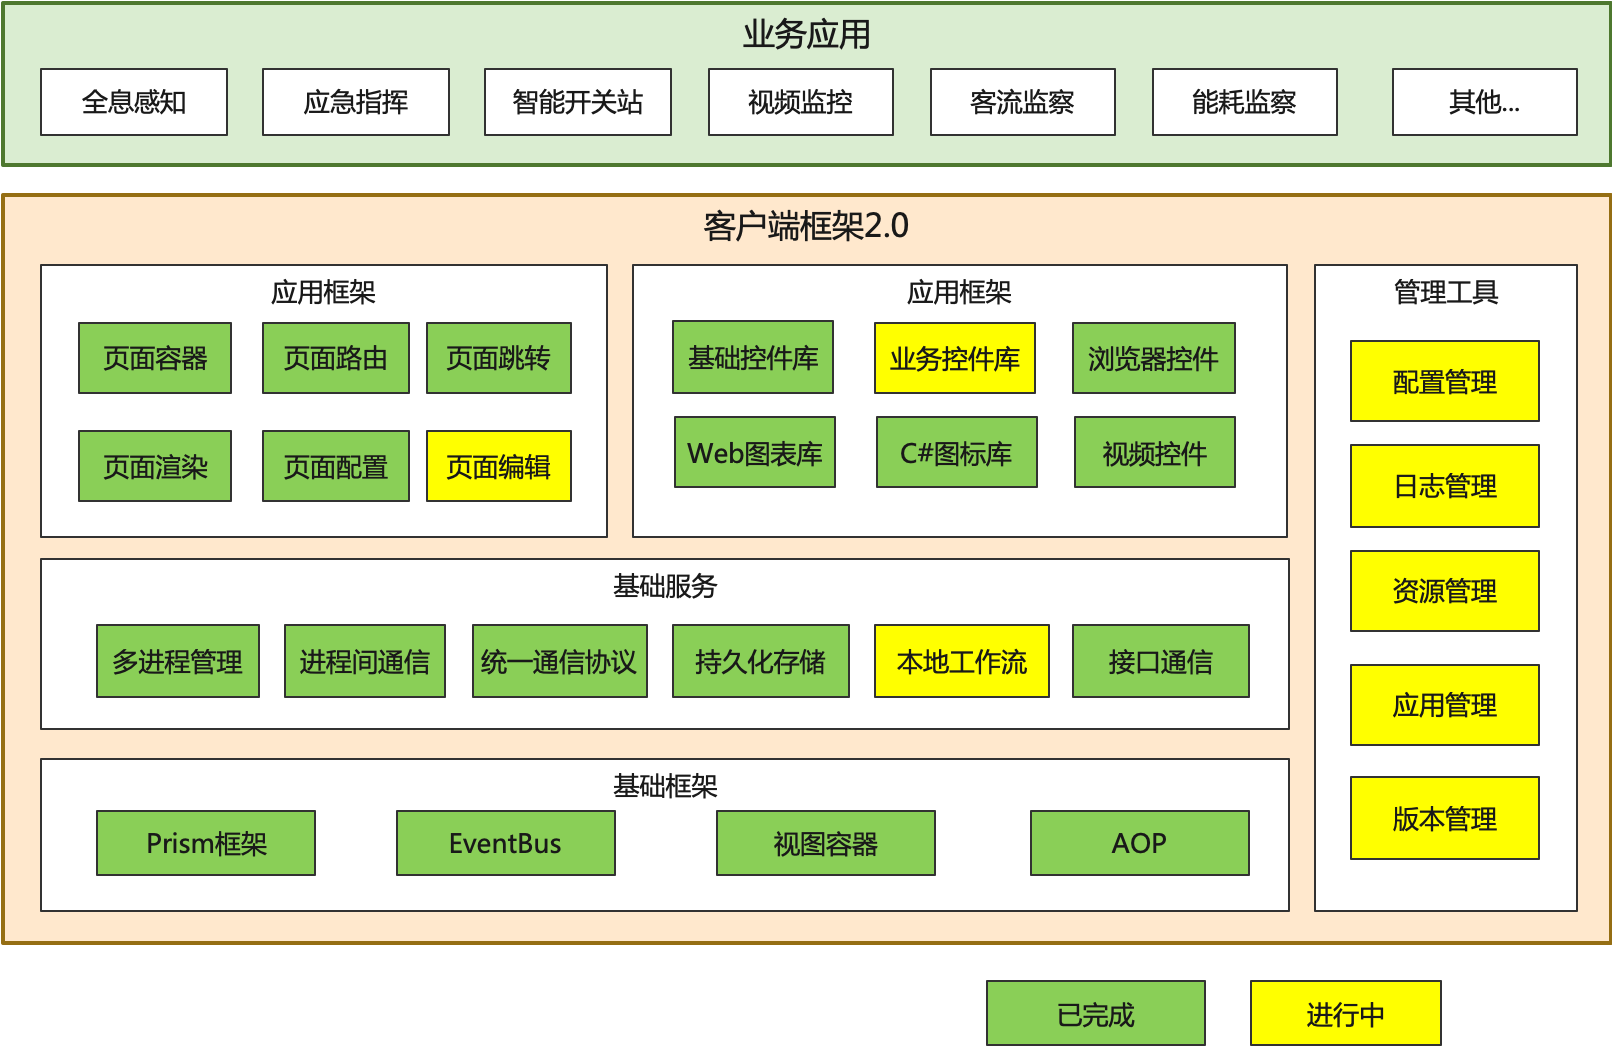 业务应用
全息感知
应急指挥
智能开关站
视频监控
客流监察
能耗监察
其他...
客户端框架2.0
应用框架
页面容器
页面路由
页面跳转
页面渲染
页面配置
页面编辑
应用框架
基础控件库
业务控件库
浏览器控件
Web图表库
C#图标库
视频控件
管理工具
配置管理
日志管理
资源管理
应用管理
版本管理
基础服务
多进程管理
进程间通信
统一通信协议
持久化存储
本地工作流
接口通信
基础框架
Prism框架
EventBus
视图容器
AOP
已完成
进行中